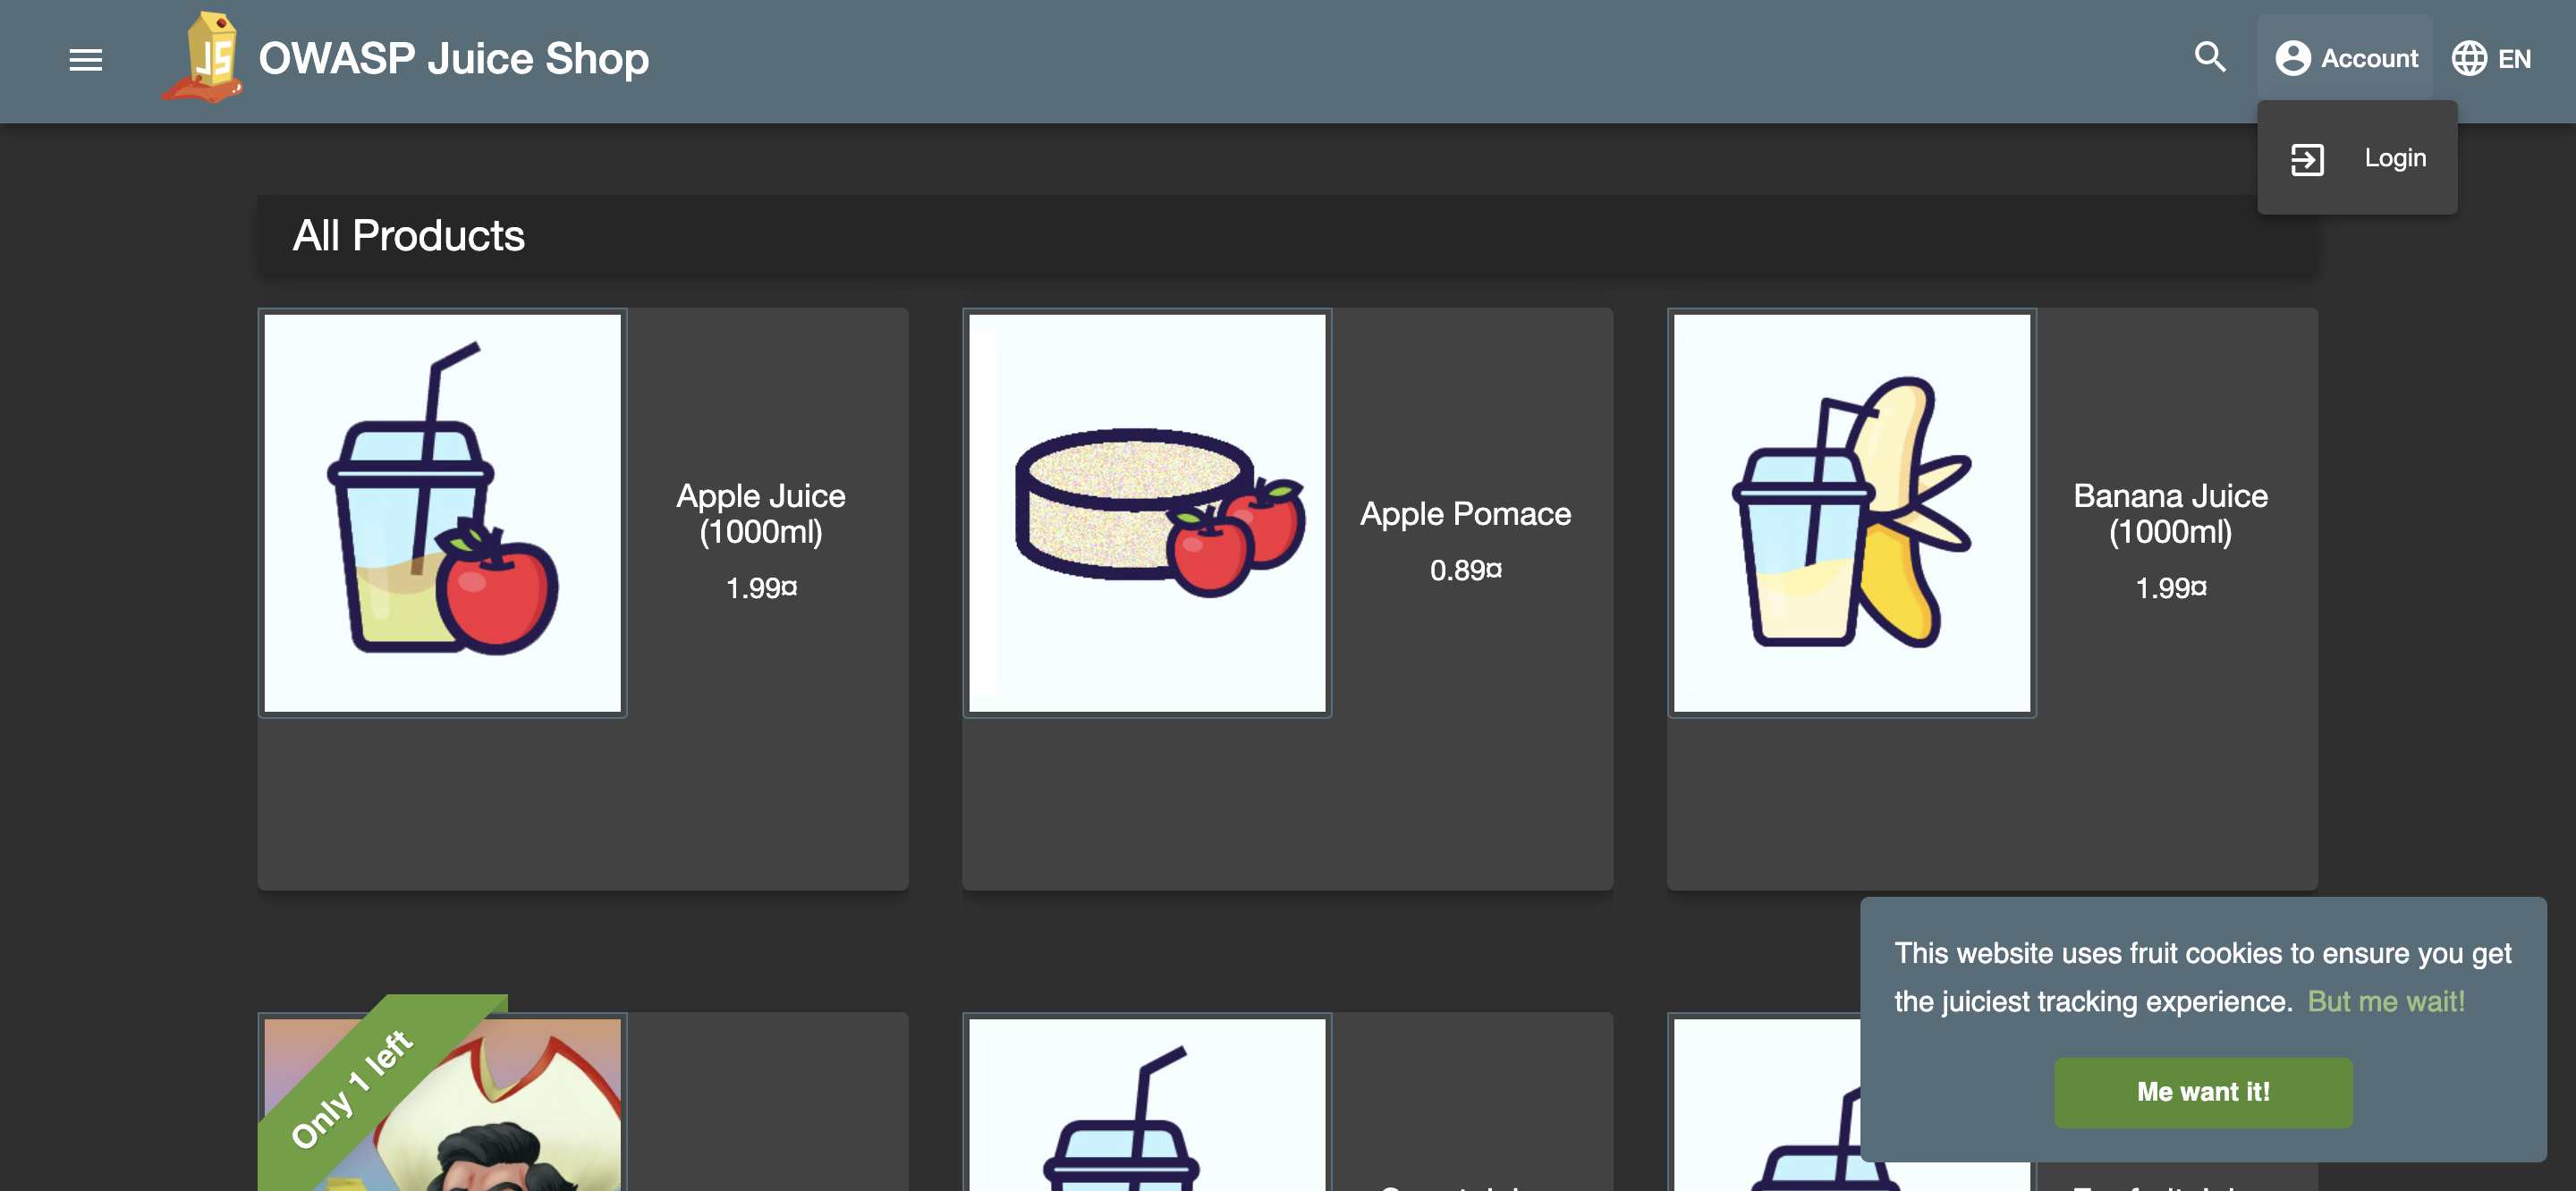 JS
OWASP Juice Shop
Account
EN
Login
All Products
Apple Juice
(1000ml)
1.99¤
Apple Pomace
0.89¤
Banana Juice
(1000ml)
1.99¤
Only 1 left
This website uses fruit cookies to ensure you get
the juiciest tracking experience. But me wait!
Me want it!